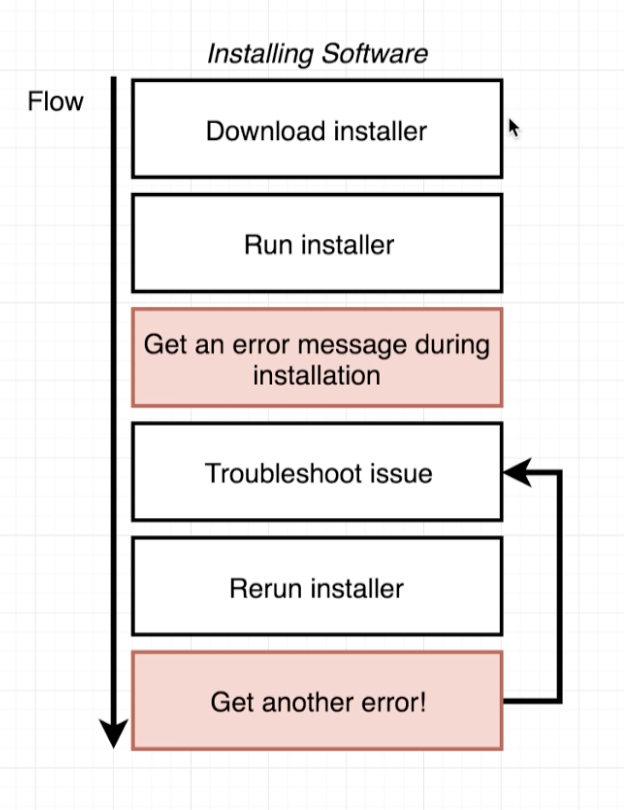 Installing Software
Flow
Download installer
Run installer
Get an error message during
installation
Troubleshoot issue
Rerun installer
Get another error!